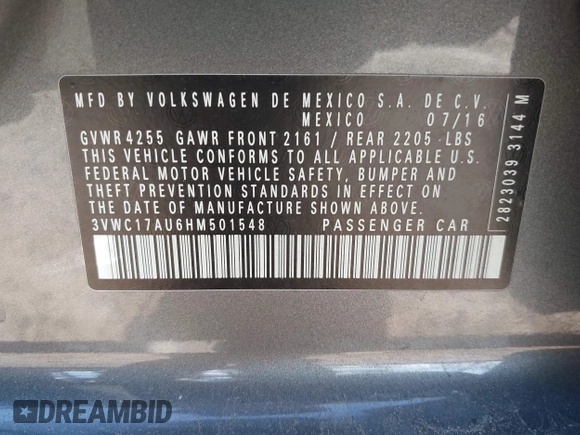 MFD BY VOLKSWAGEN DE MEXICO S.A. DE C.V.
MEXICO 07/16
GVWR 4255 GAWR FRONT 2161 / REAR 2205 LBS
THIS VEHICLE CONFORMS TO ALL APPLICABLE U.S.
FEDERAL MOTOR VEHICLE SAFETY, BUMPER AND
THEFT PREVENTION STANDARDS IN EFFECT ON
THE DATE OF MANUFACTURE SHOWN ABOVE.
3VWC17AU6HM501548 PASSENGER CAR
2823039 3144 M
DREAMBID